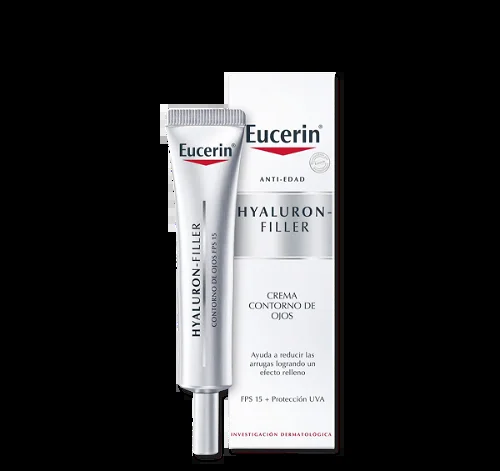 Eucerin®
HYALURON-FILLER
CONTORNO DE OJOS FPS 15
Eucerin®
ANTI-EDAD
HYALURON-
FILLER
CREMA
CONTORNO DE
OJOS
Ayuda a reducir las
arrugas logrando un
efecto relleno
FPS 15 + Protección UVA
INVESTIGACIÓN DERMATOLÓGICA